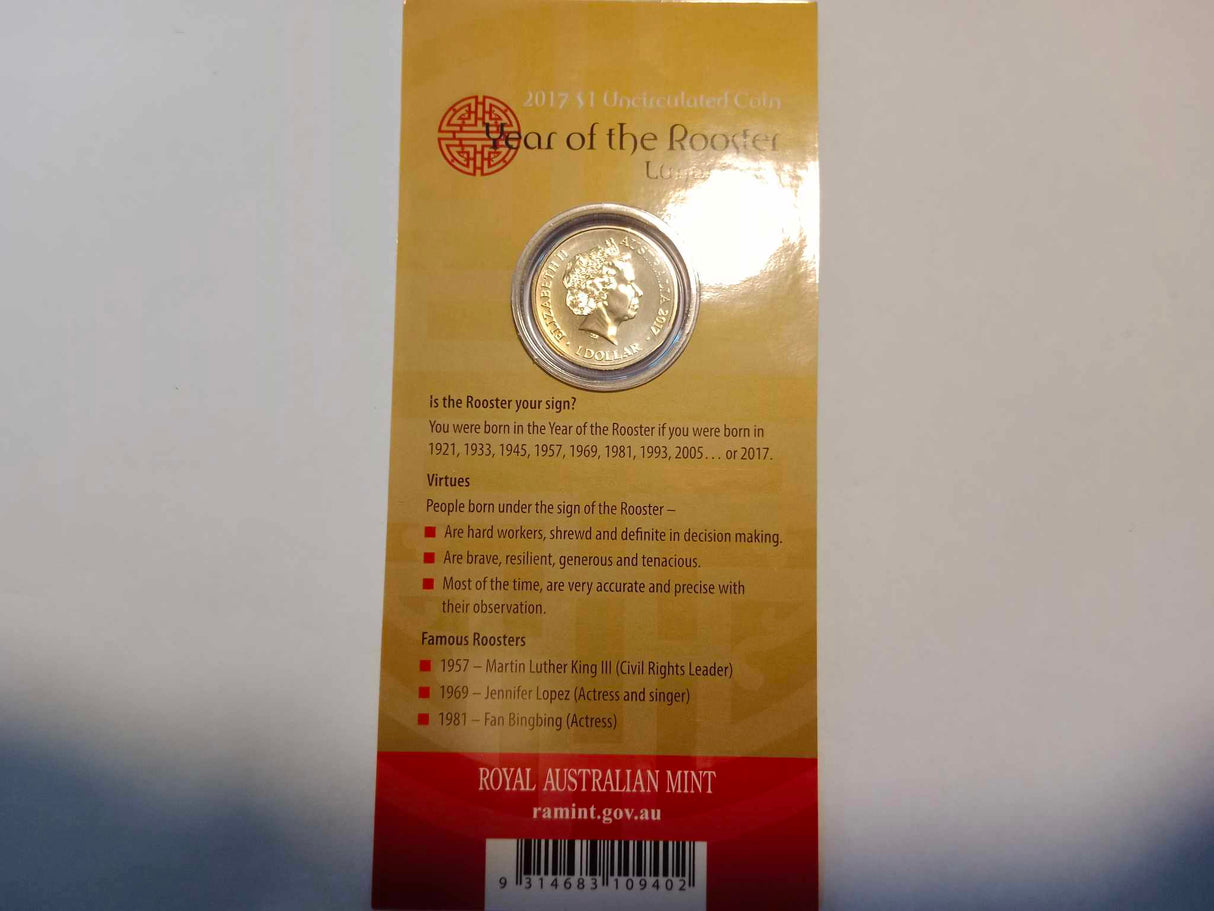 2017 $1 Uncirculated Coin
Year of the Rooster
ELIZABETH II
AUSTRALIA 2017
1 DOLLAR
Is the Rooster your sign?
You were born in the Year of the Rooster if you were born in
1921, 1933, 1945, 1957, 1969, 1981, 1993, 2005... or 2017.
Virtues
People born under the sign of the Rooster –
Are hard workers, shrewd and definite in decision making.
Are brave, resilient, generous and tenacious.
Most of the time, are very accurate and precise with
their observation.
Famous Roosters
1957 – Martin Luther King III (Civil Rights Leader)
1969 – Jennifer Lopez (Actress and singer)
1981 – Fan Bingbing (Actress)
ROYAL AUSTRALIAN MINT
ramint.gov.au
9 314683 109402